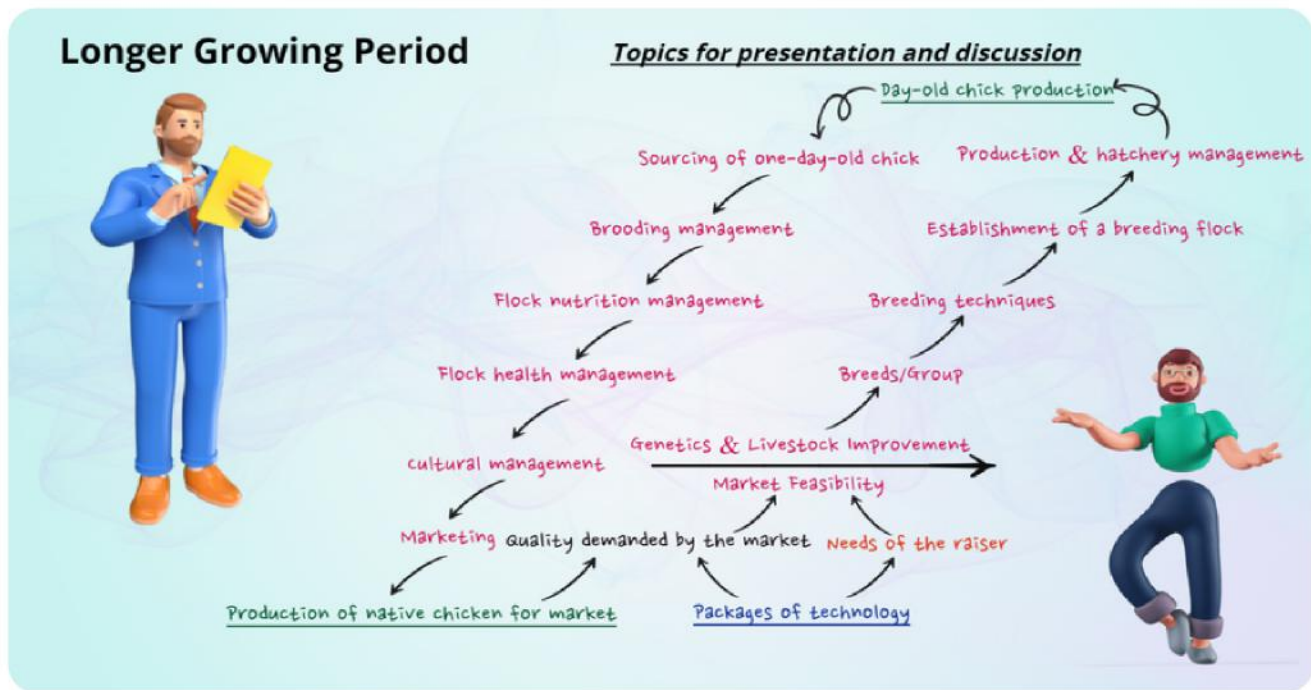 Longer Growing Period
Topics for presentation and discussion
Day-old chick production
Sourcing of one-day-old chick
Production & hatchery management
Brooding management
Establishment of a breeding flock
Flock nutrition management
Breeding techniques
Flock health management
Breeds/Group
Genetics & Livestock Improvement
Cultural management
Market Feasibility
Marketing
Quality demanded by the market
Needs of the raiser
Production of native chicken for market
Packages of technology